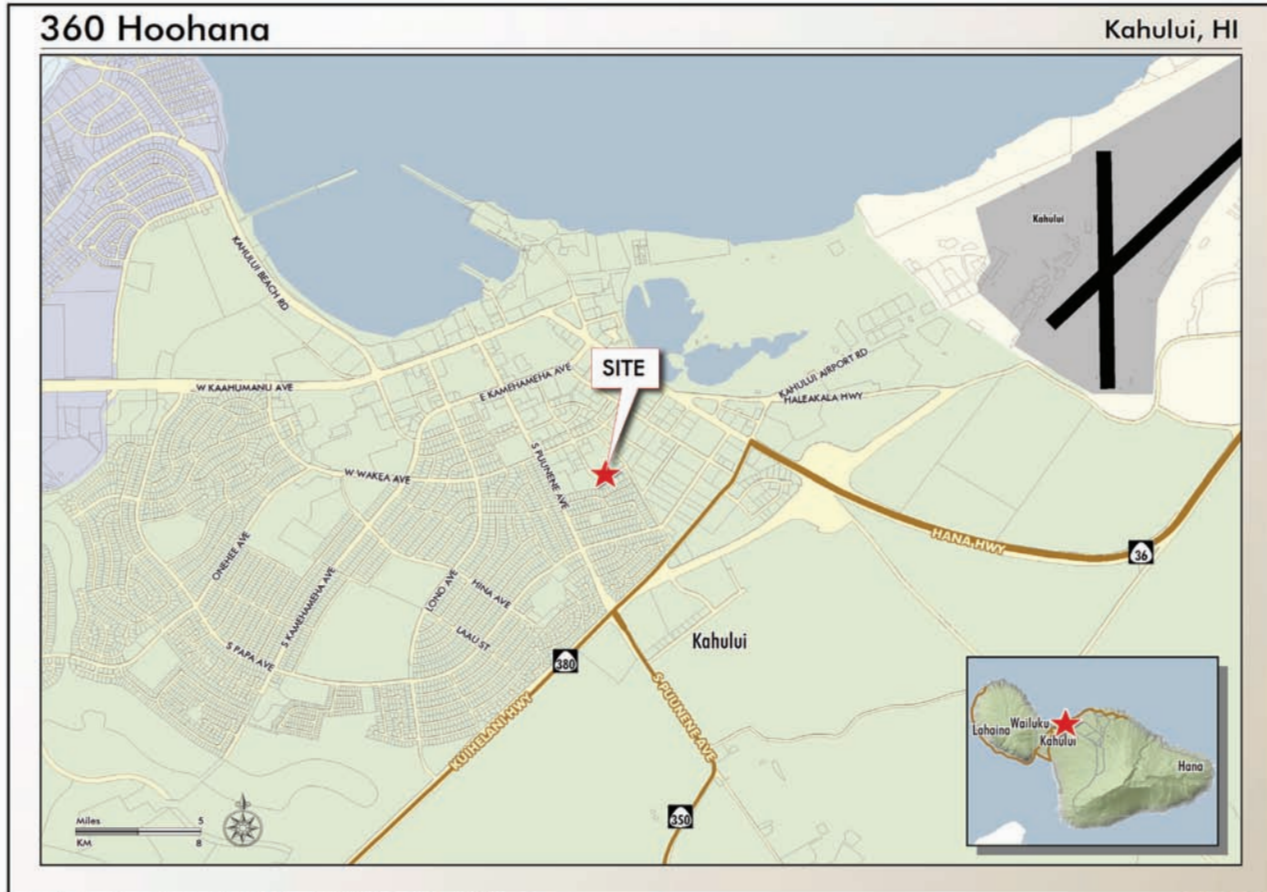 360 Hoohana
Kahului, HI
KAHULUI BEACH RD
Kahului
W KAAHUMANU AVE
E KAMEHAMEHA AVE
SITE
KAHULUI AIRPORT RD
HALEAKALA HWY
W WAKEA AVE
S PUUNENE AVE
ONEHEE AVE
S KAMEHAMEHA AVE
LONO AVE
HINA AVE
LAAU ST
S PAPA AVE
HANA HWY
36
Kahului
380
KUIHELANI HWY
S PUUNENE AVE
350
Miles 5
KM 8
Lahaina
Wailuku
Kahului
Hana